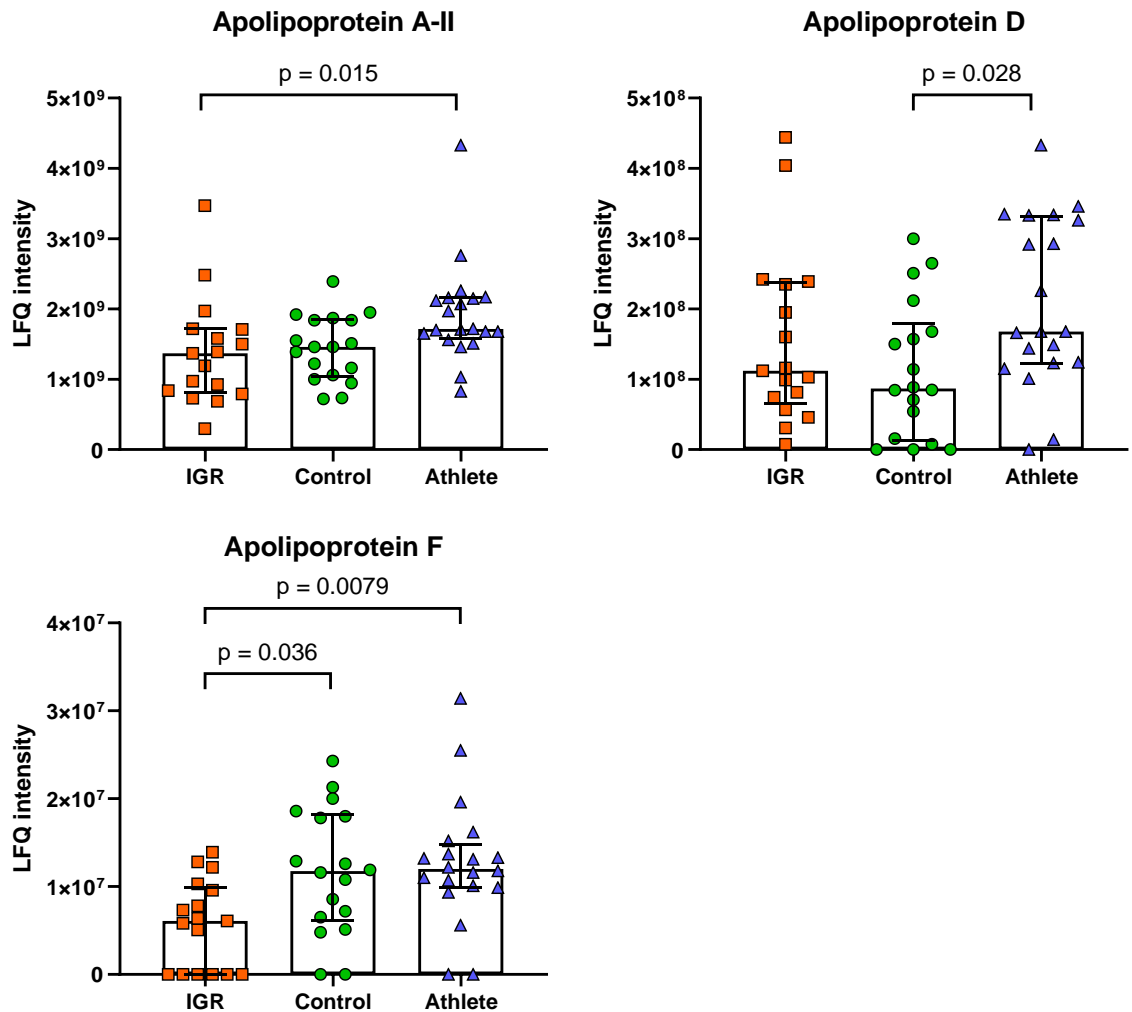 Apolipoprotein A-II
p = 0.015
5×10⁹
4×10⁹
3×10⁹
2×10⁹
1×10⁹
0
LFQ intensity
IGR Control Athlete
Apolipoprotein D
p = 0.028
5×10⁸
4×10⁸
3×10⁸
2×10⁸
1×10⁸
0
LFQ intensity
IGR Control Athlete
Apolipoprotein F
p = 0.0079
p = 0.036
4×10⁷
3×10⁷
2×10⁷
1×10⁷
0
LFQ intensity
IGR Control Athlete